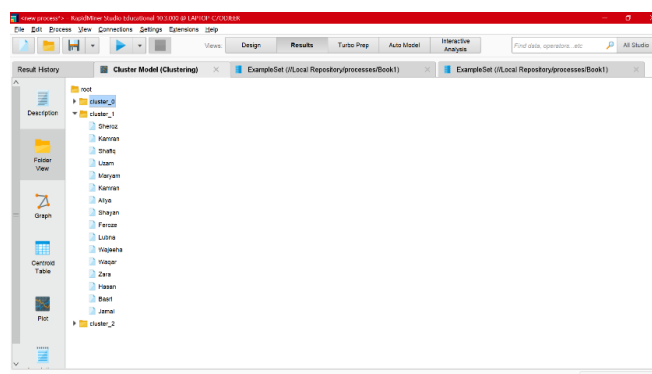 <new process*> - RapidMiner Studio Educational 10.3.000 @ LAPTOP-C7OOJEEK
File Edit Process View Connections Settings Extensions Help
Views: Design Results Turbo Prep Auto Model Interactive Analysis Find data, operators...etc All Studio
Result History Cluster Model (Clustering) ExampleSet (//Local Repository/processes/Book1) ExampleSet (//Local Repository/processes/Book1)
Description
Folder View
Graph
Centroid Table
Plot
root
cluster_0
cluster_1
Sheroz
Kamran
Shafiq
Uzam
Maryam
Kamran
Aliya
Shayan
Feroze
Lubna
Wajeeha
Waqar
Zara
Hasan
Basit
Jamal
cluster_2